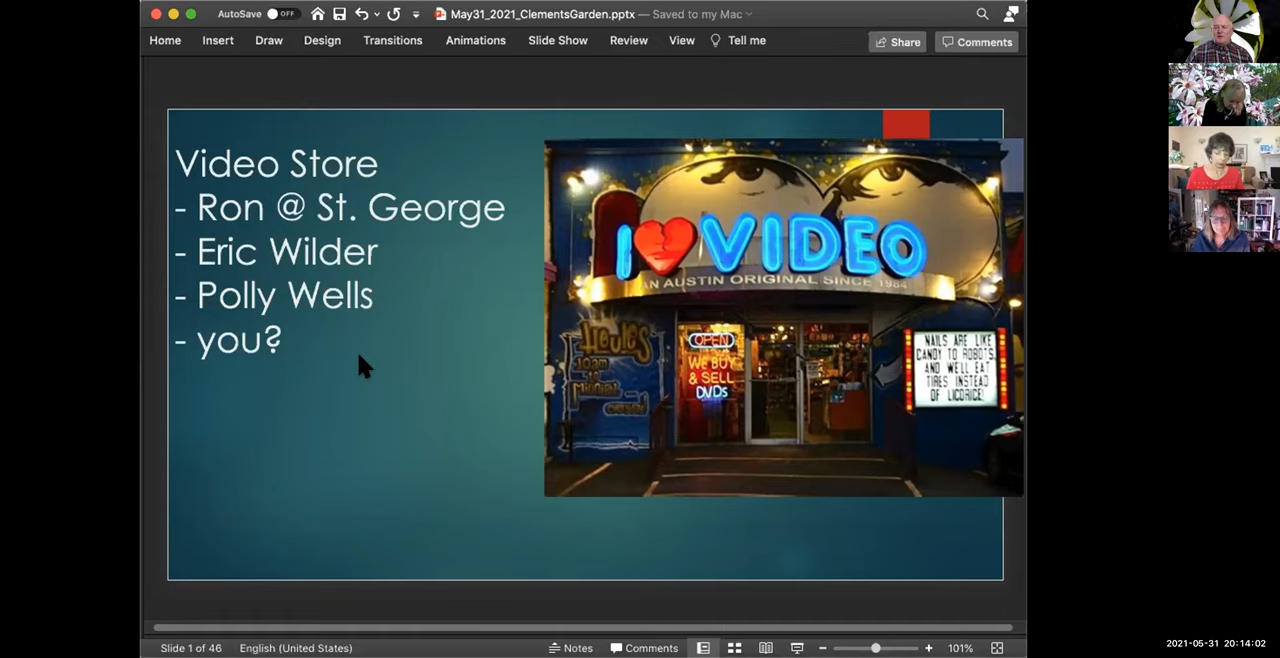 AutoSave OFF
May31_2021_ClementsGarden.pptx — Saved to my Mac
Home Insert Draw Design Transitions Animations Slide Show Review View Tell me
Share Comments
Video Store
- Ron @ St. George
- Eric Wilder
- Polly Wells
- you?
I VIDEO
AN AUSTIN ORIGINAL SINCE 1984
OPEN
WE BUY
& SELL
DVDs
NAILS ARE LIKE
CANDY TO ROBOTS,
AND WE'LL EAT
TIRES INSTEAD
OF LICORICE!
Slide 1 of 46 English (United States) Notes Comments 101%
2021-05-31 20:14:02